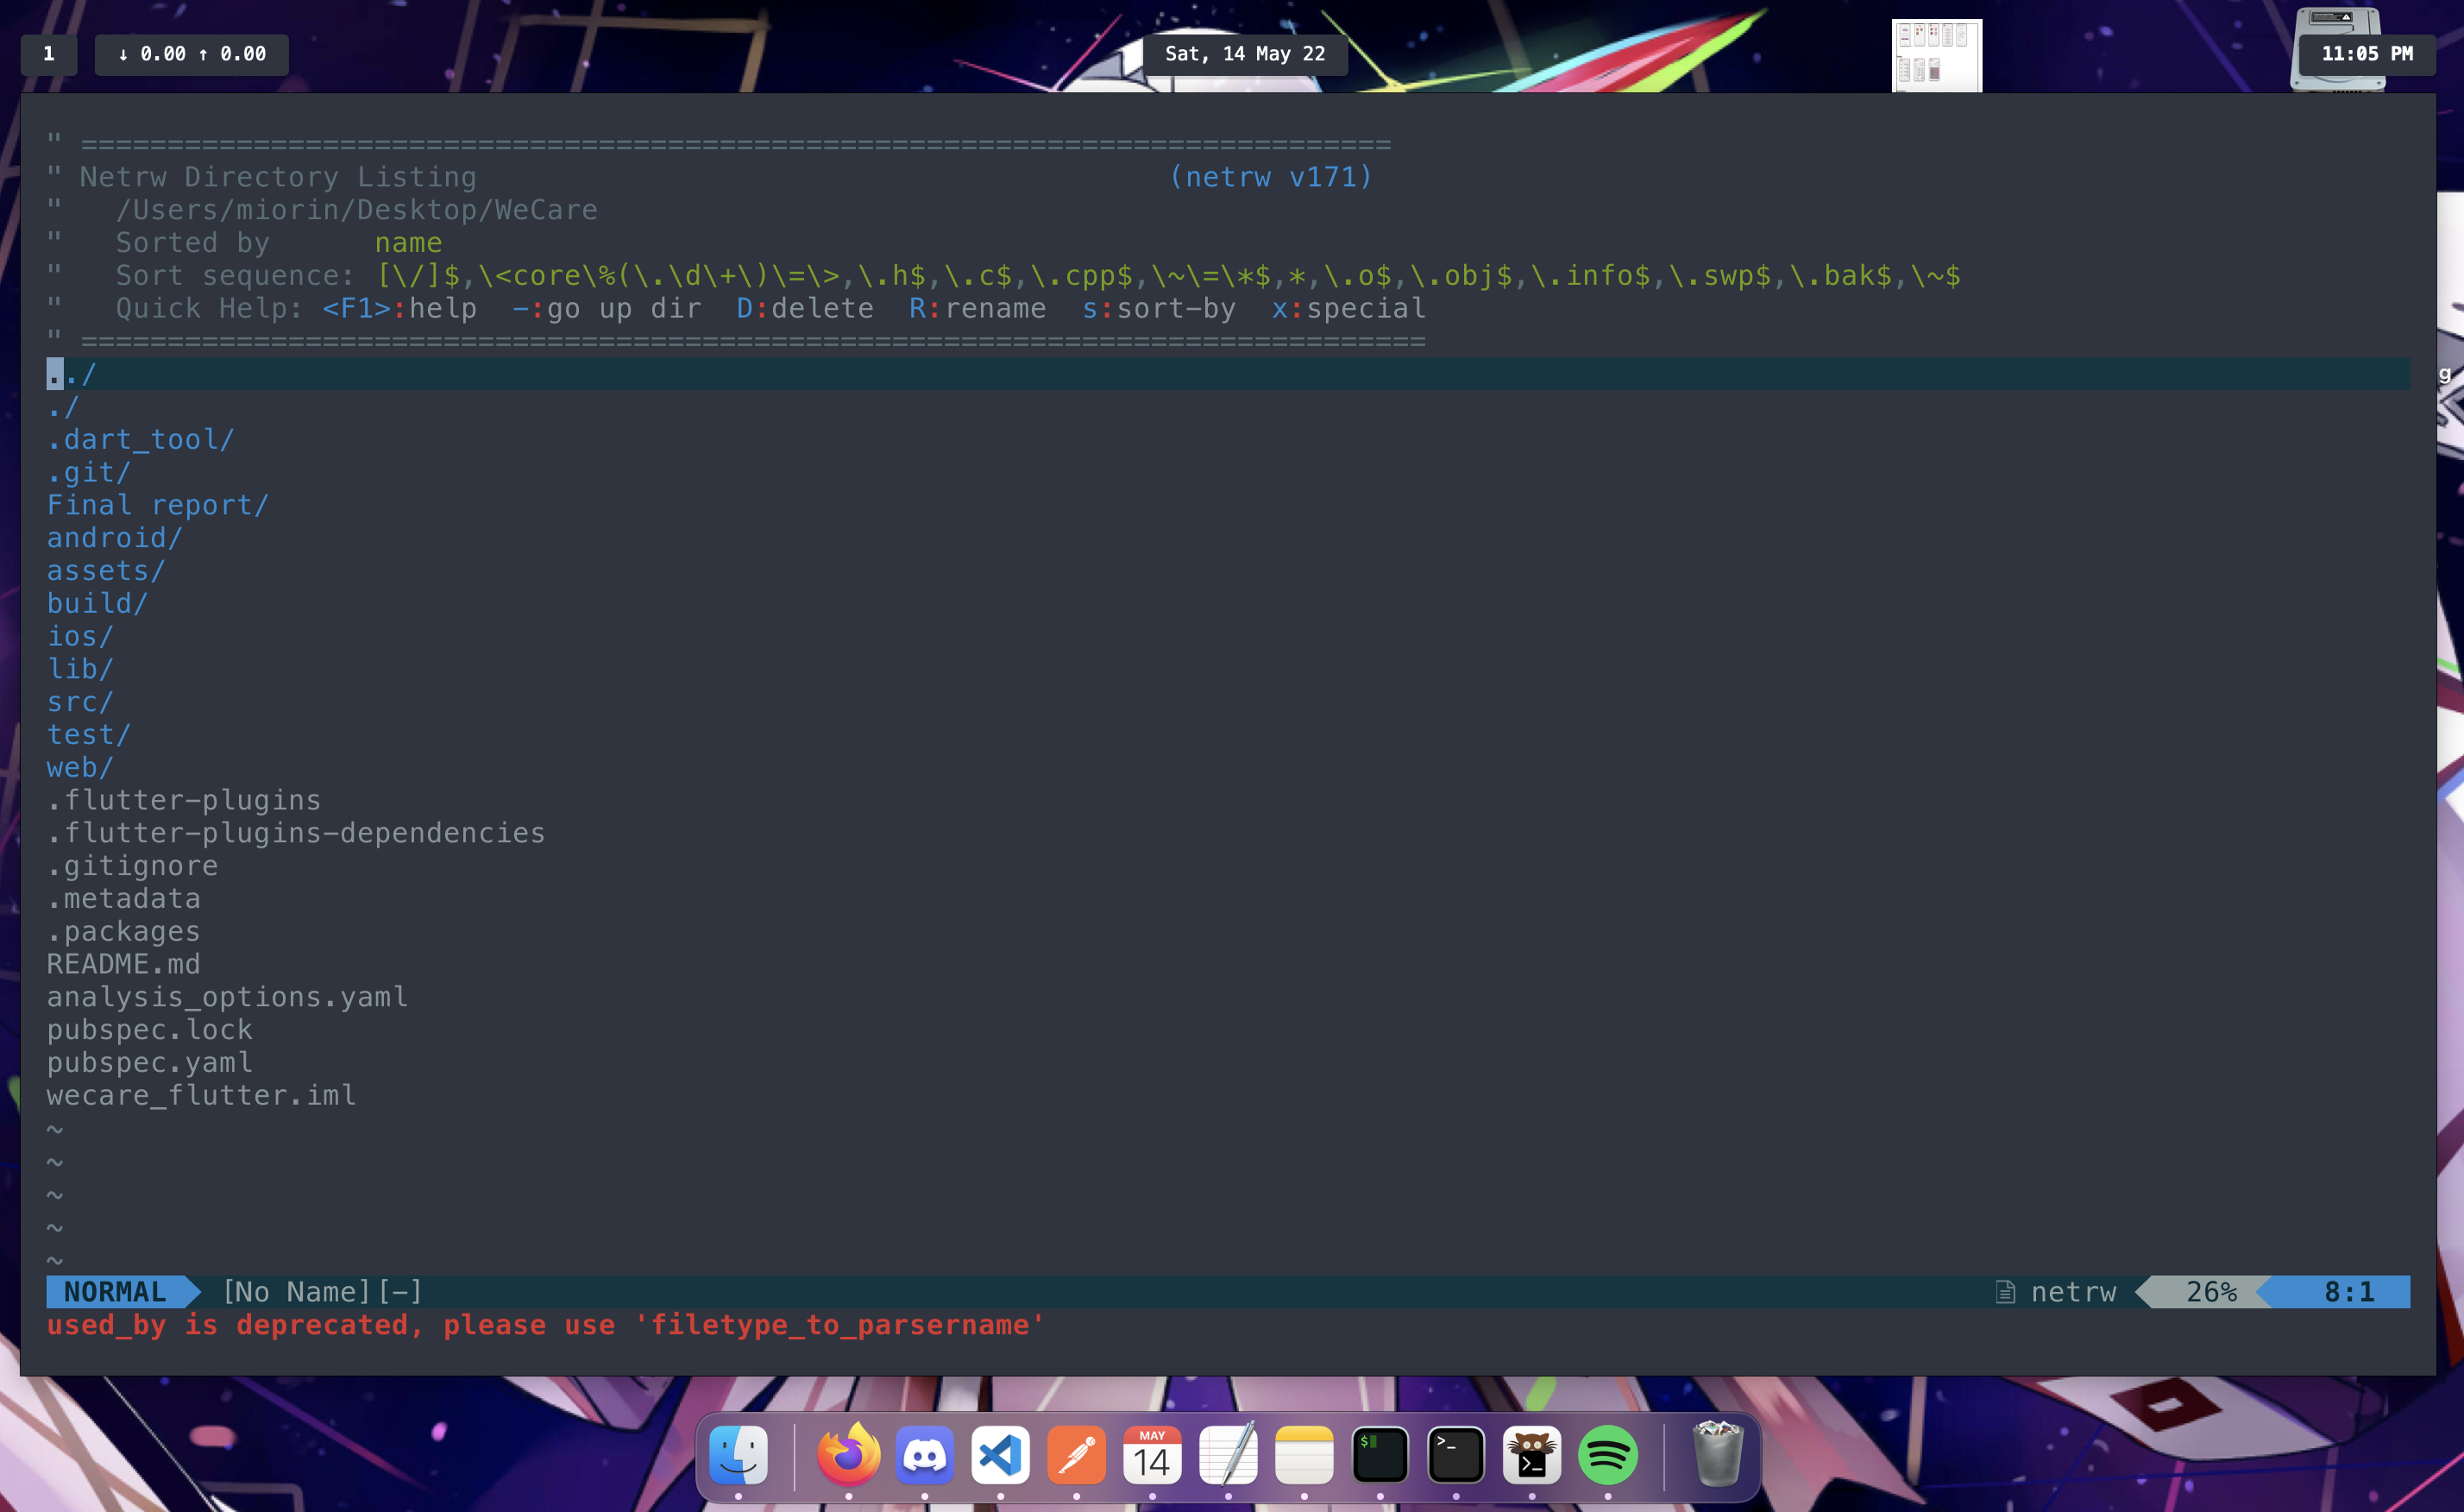 1
↓ 0.00 ↑ 0.00
Sat, 14 May 22
11:05 PM
" ============================================================================
" Netrw Directory Listing                                        (netrw v171)
"   /Users/miorin/Desktop/WeCare
"   Sorted by      name
"   Sort sequence: [\/]$,\<core\%(\.\d\+\)\=\>,\.h$,\.c$,\.cpp$,\~\=\*$,*,\.o$,\.obj$,\.info$,\.swp$,\.bak$,\~$
"   Quick Help: <F1>:help  -:go up dir  D:delete  R:rename  s:sort-by  x:special
" ==============================================================================
../
./
.dart_tool/
.git/
Final report/
android/
assets/
build/
ios/
lib/
src/
test/
web/
.flutter-plugins
.flutter-plugins-dependencies
.gitignore
.metadata
.packages
README.md
analysis_options.yaml
pubspec.lock
pubspec.yaml
wecare_flutter.iml
~
~
~
~
~
NORMAL  [No Name][-]  netrw  26%  8:1
used_by is deprecated, please use 'filetype_to_parsername'
g
MAY
14
$
>_
>_